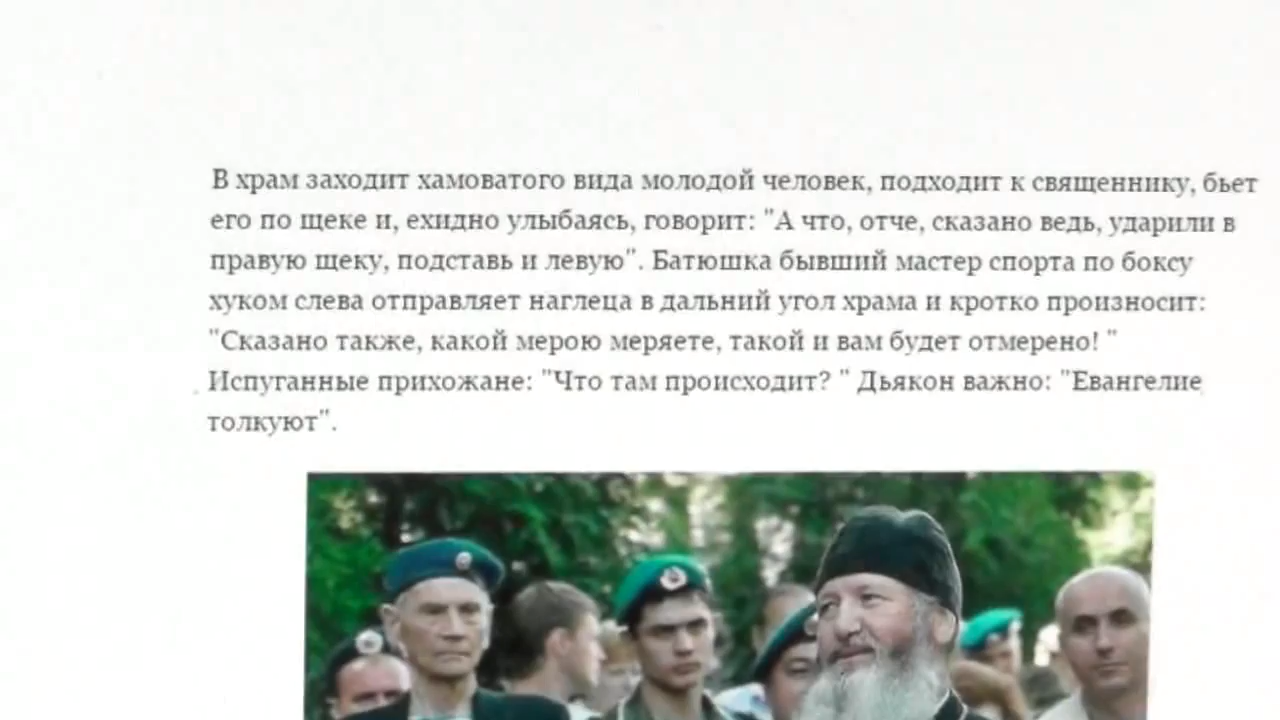 В храм заходит хамоватого вида молодой человек, подходит к священнику, бьет
его по щеке и, ехидно улыбаясь, говорит: "А что, отче, сказано ведь, ударили в
правую щеку, подставь и левую". Батюшка бывший мастер спорта по боксу
хуком слева отправляет наглеца в дальний угол храма и кротко произносит:
"Сказано также, какой мерою меряете, такой и вам будет отмерено! "
Испуганные прихожане: "Что там происходит? " Дьякон важно: "Евангелие
толкуют".